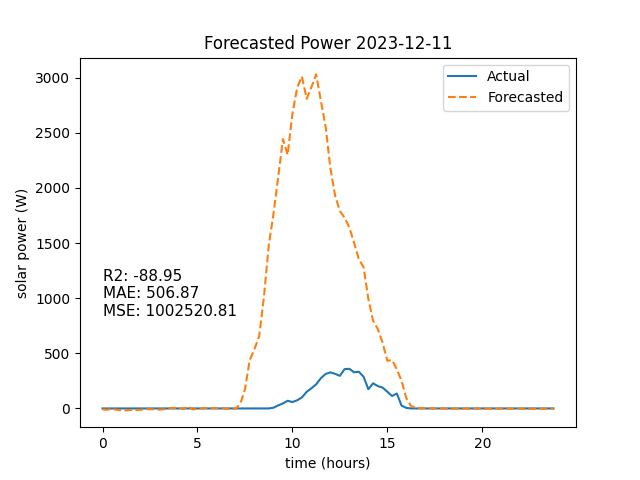 Forecasted Power 2023-12-11
Actual
Forecasted
3000
2500
2000
1500
1000
500
0
solar power (W)
R2: -88.95
MAE: 506.87
MSE: 1002520.81
0 5 10 15 20
time (hours)